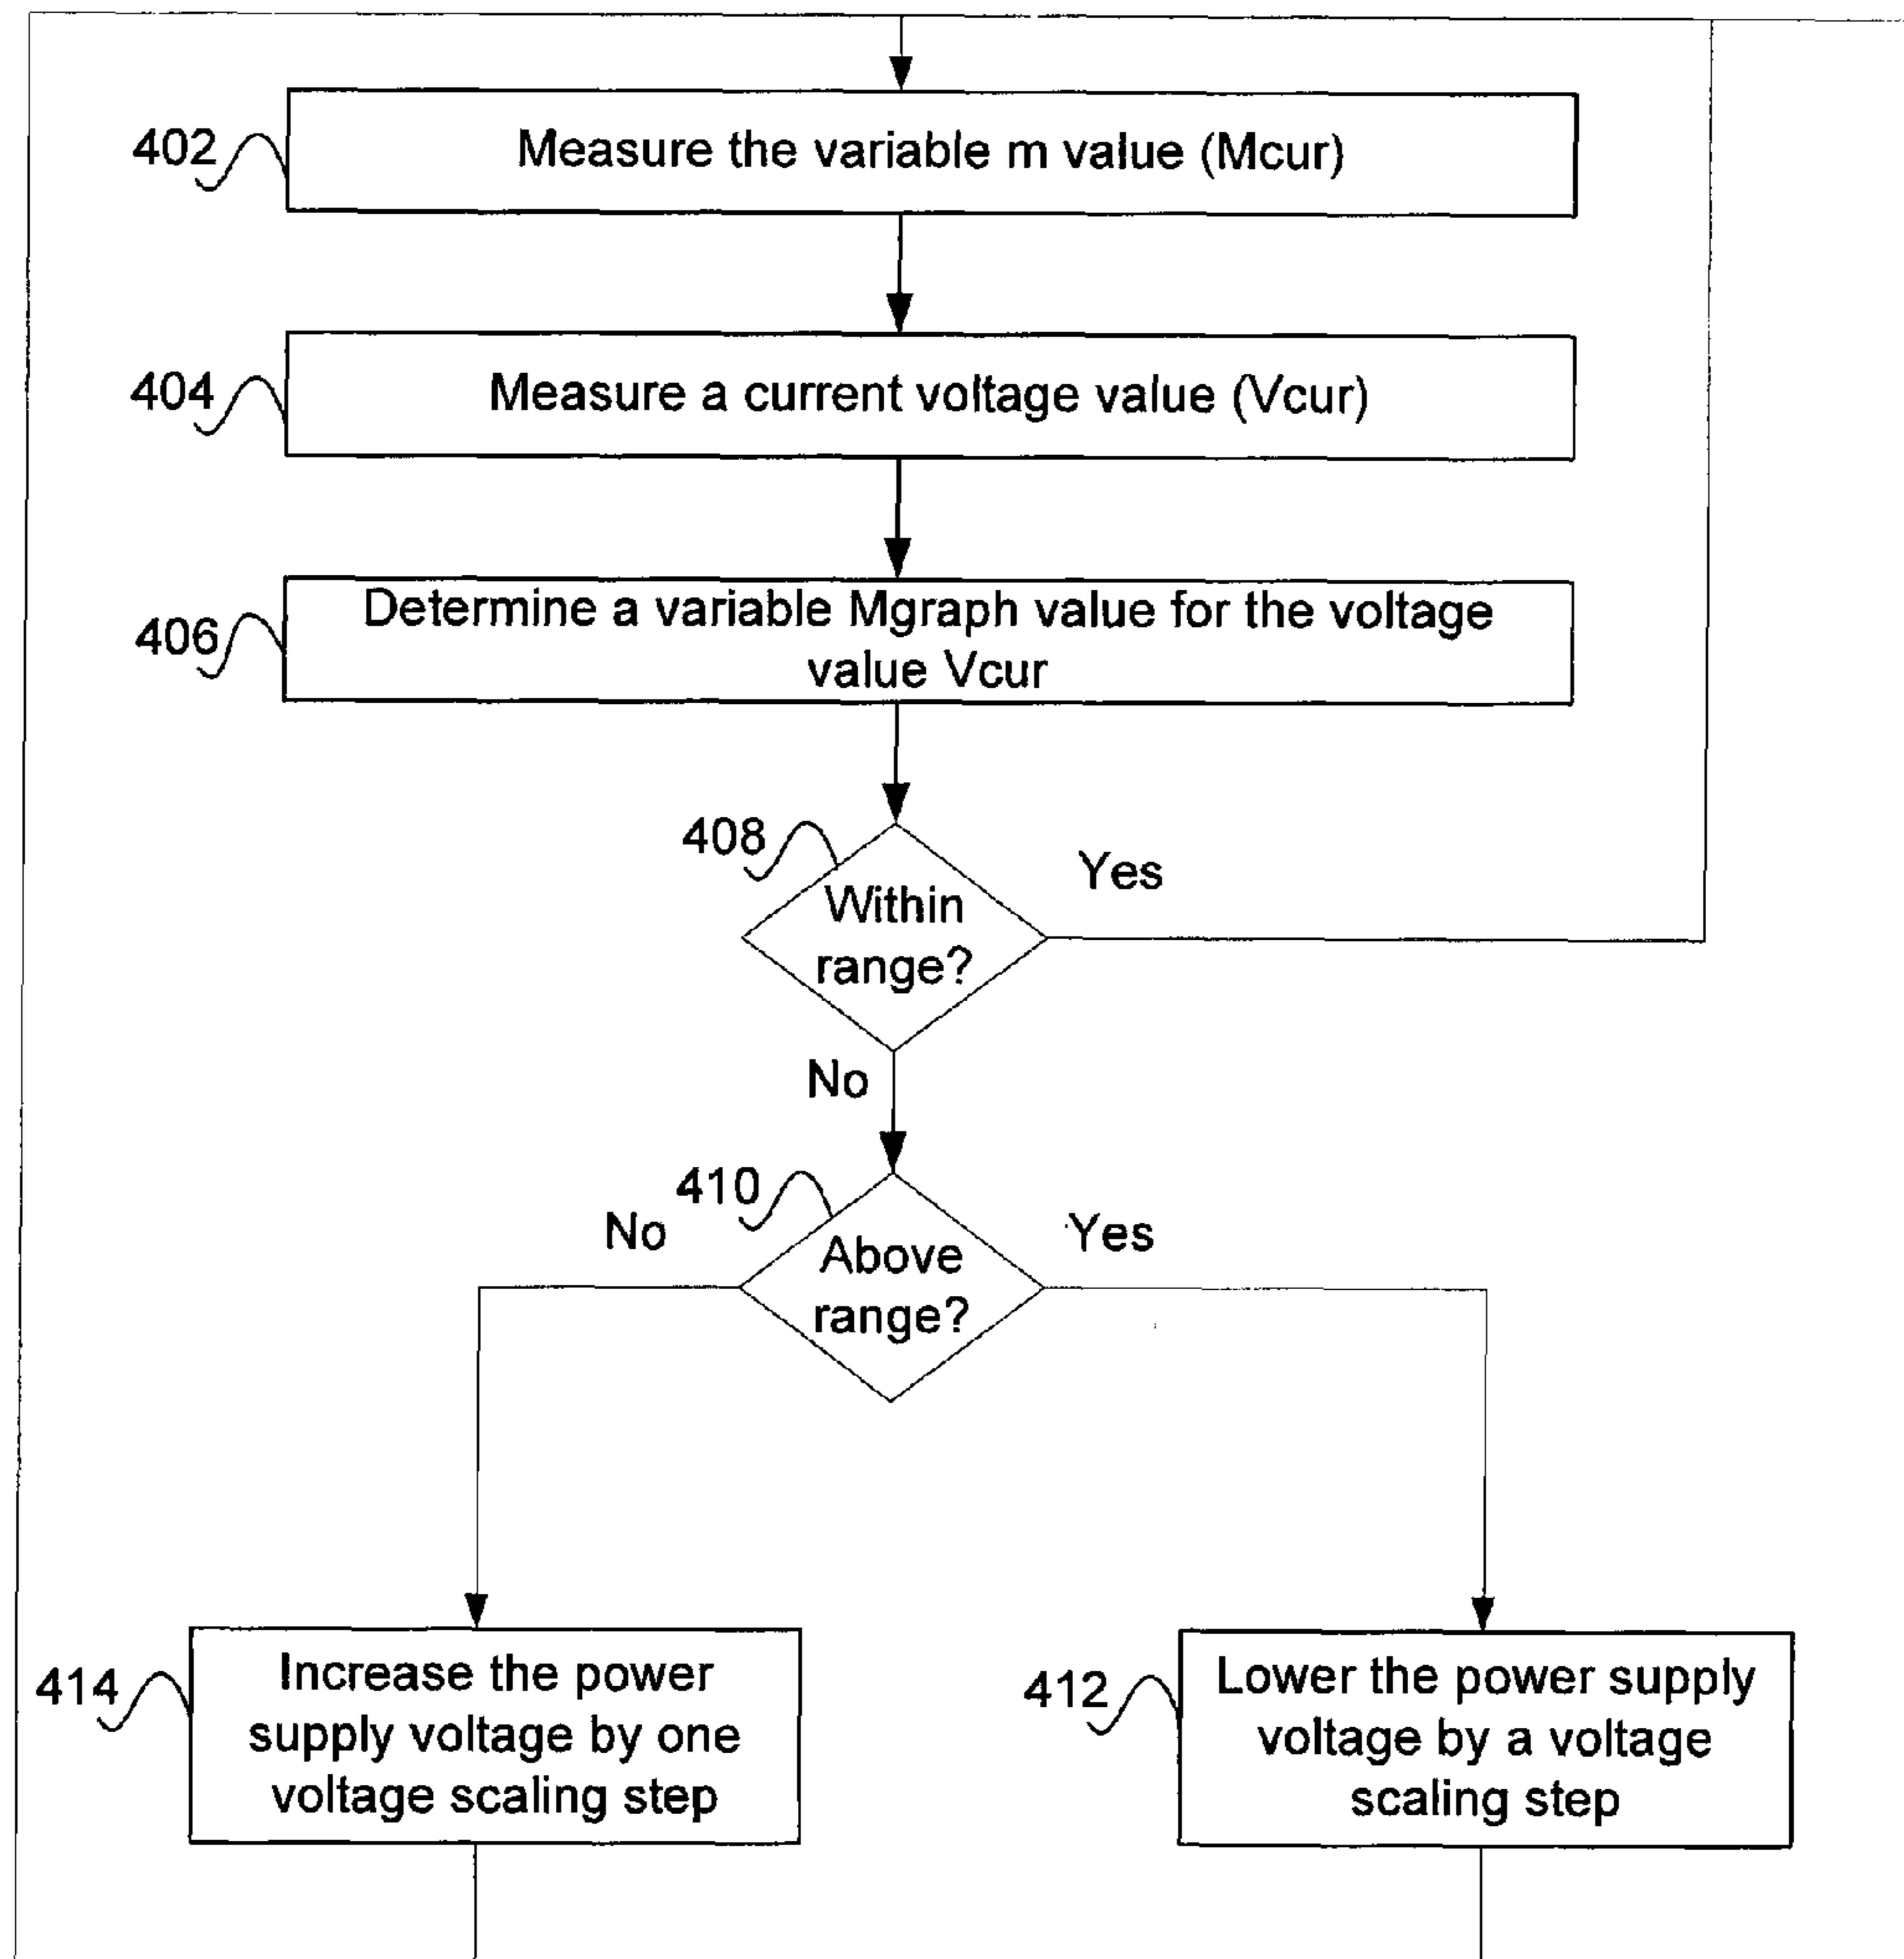 402
Measure the variable m value (Mcur)
404
Measure a current voltage value (Vcur)
406
Determine a variable Mgraph value for the voltage
value Vcur
408
Within
range?
Yes
No
410
Above
range?
No
Yes
414
Increase the power
supply voltage by one
voltage scaling step
412
Lower the power supply
voltage by a voltage
scaling step